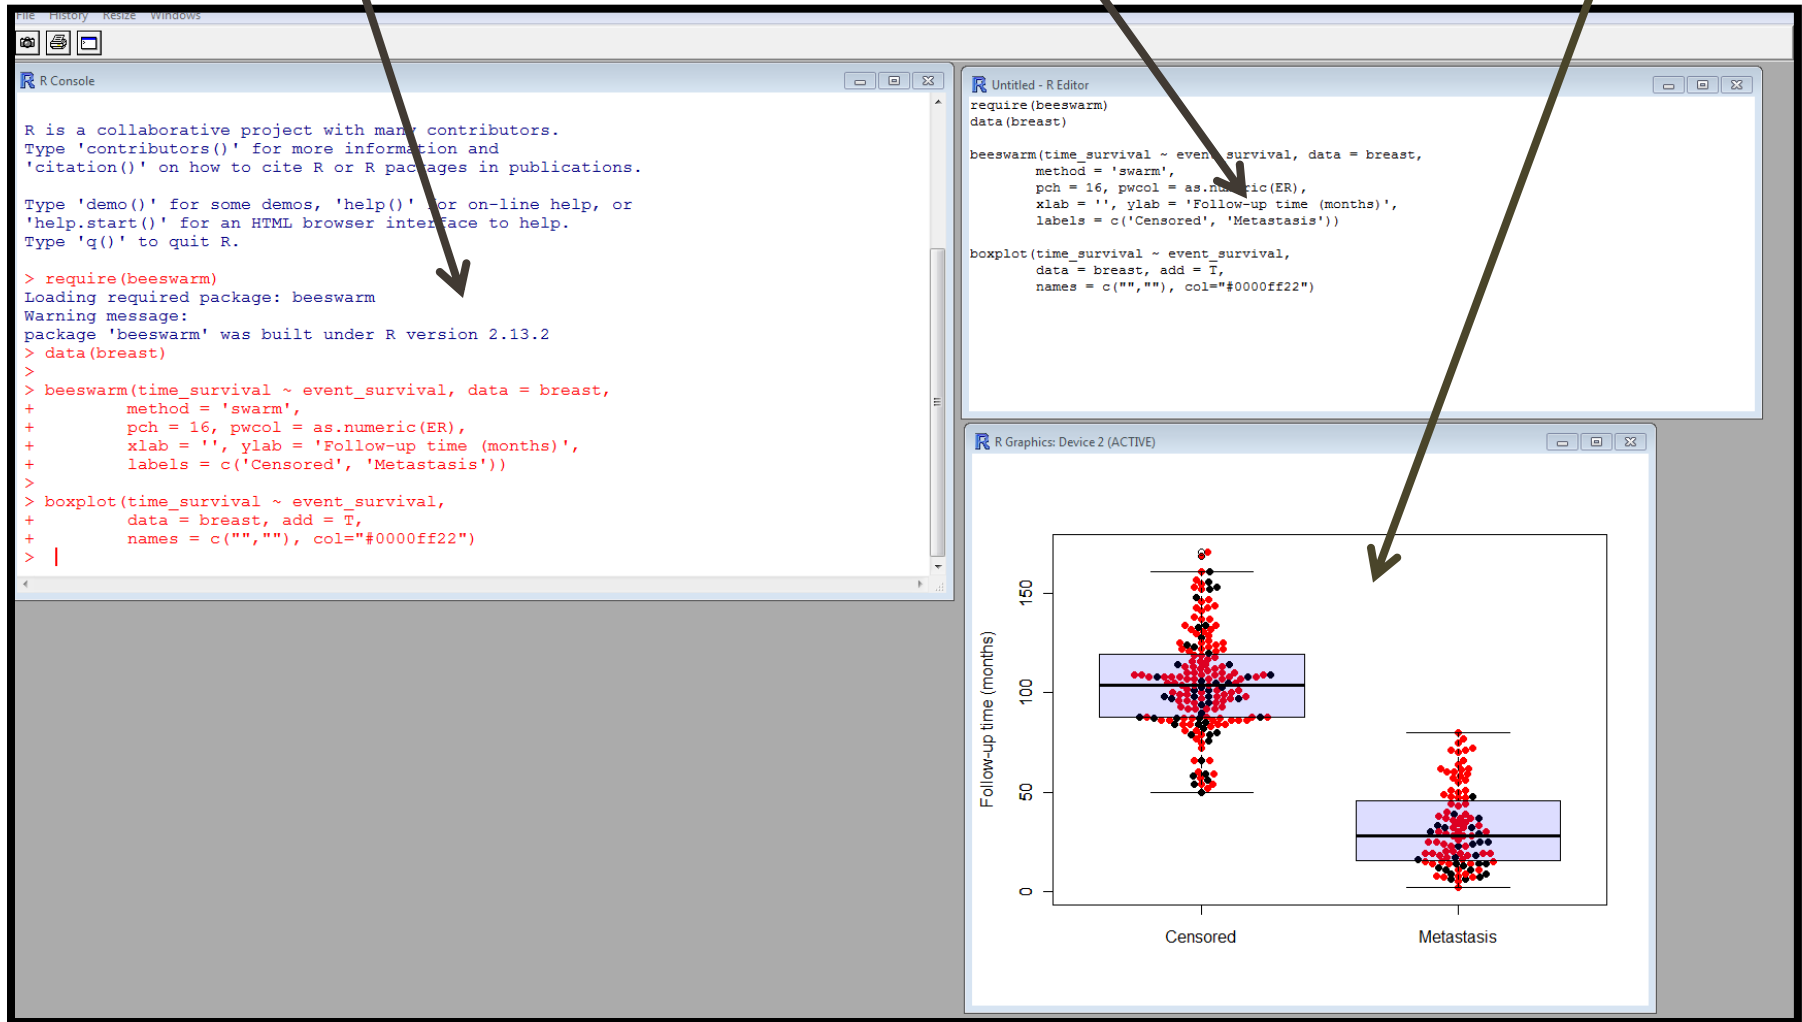 File History Resize Windows
R Console
R is a collaborative project with many contributors.
Type 'contributors()' for more information and
'citation()' on how to cite R or R packages in publications.
Type 'demo()' for some demos, 'help()' for on-line help, or
'help.start()' for an HTML browser interface to help.
Type 'q()' to quit R.
> require(beeswarm)
Loading required package: beeswarm
Warning message:
package 'beeswarm' was built under R version 2.13.2
> data(breast)
>
> beeswarm(time_survival ~ event_survival, data = breast,
+         method = 'swarm',
+         pch = 16, pwcol = as.numeric(ER),
+         xlab = '', ylab = 'Follow-up time (months)',
+         labels = c('Censored', 'Metastasis'))
>
> boxplot(time_survival ~ event_survival,
+         data = breast, add = T,
+         names = c("",""), col="#0000ff22")
>
Untitled - R Editor
require(beeswarm)
data(breast)
beeswarm(time_survival ~ event_survival, data = breast,
        method = 'swarm',
        pch = 16, pwcol = as.numeric(ER),
        xlab = '', ylab = 'Follow-up time (months)',
        labels = c('Censored', 'Metastasis'))
boxplot(time_survival ~ event_survival,
        data = breast, add = T,
        names = c("",""), col="#0000ff22")
R Graphics: Device 2 (ACTIVE)
Follow-up time (months)
150
100
50
0
Censored Metastasis